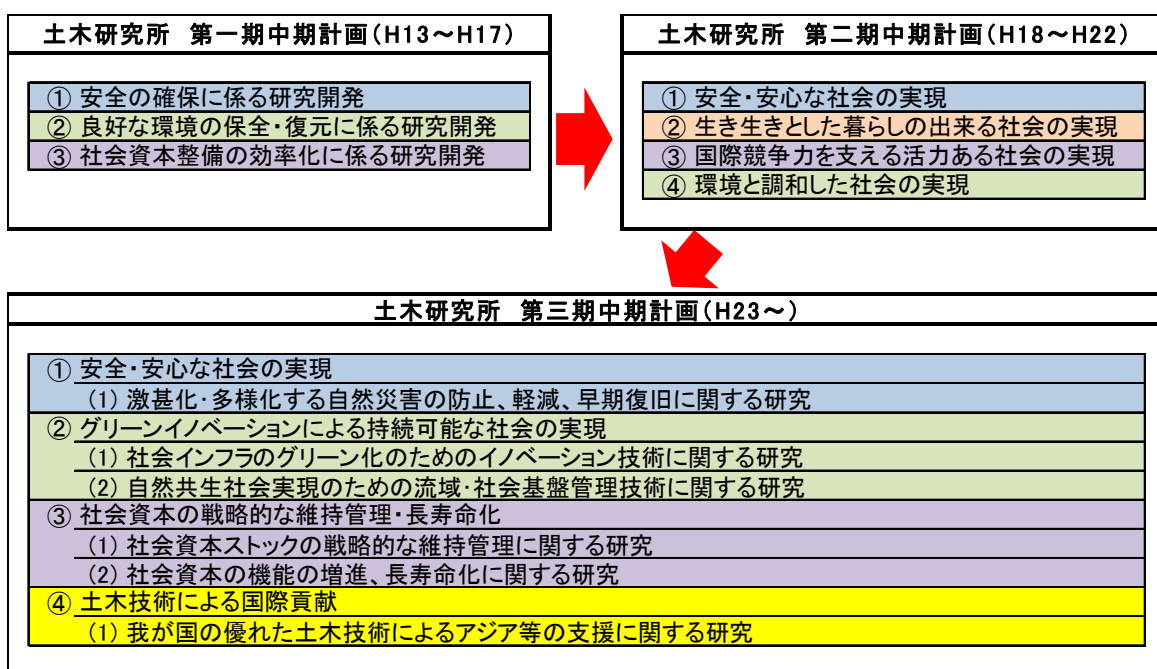 土木研究所 第一期中期計画(H13～H17)
① 安全の確保に係る研究開発
② 良好な環境の保全・復元に係る研究開発
③ 社会資本整備の効率化に係る研究開発
土木研究所 第二期中期計画(H18～H22)
① 安全・安心な社会の実現
② 生き生きとした暮らしの出来る社会の実現
③ 国際競争力を支える活力ある社会の実現
④ 環境と調和した社会の実現
土木研究所 第三期中期計画(H23～)
① 安全・安心な社会の実現
(1) 激甚化・多様化する自然災害の防止、軽減、早期復旧に関する研究
② グリーンイノベーションによる持続可能な社会の実現
(1) 社会インフラのグリーン化のためのイノベーション技術に関する研究
(2) 自然共生社会実現のための流域・社会基盤管理技術に関する研究
③ 社会資本の戦略的な維持管理・長寿命化
(1) 社会資本ストックの戦略的な維持管理に関する研究
(2) 社会資本の機能の増進、長寿命化に関する研究
④ 土木技術による国際貢献
(1) 我が国の優れた土木技術によるアジア等の支援に関する研究